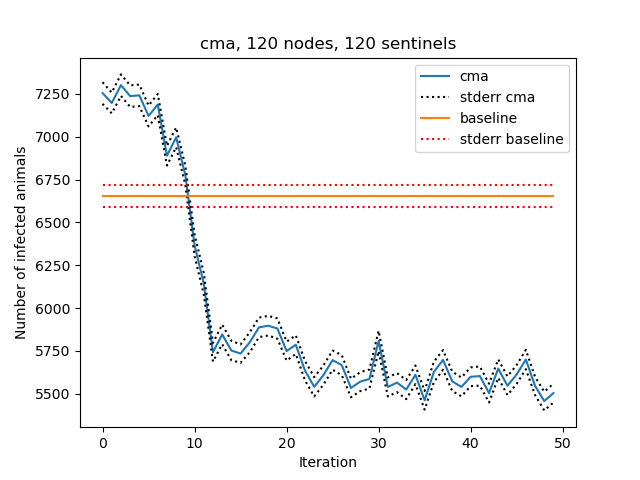 cma, 120 nodes, 120 sentinels
cma
stderr cma
baseline
stderr baseline
Number of infected animals
7250
7000
6750
6500
6250
6000
5750
5500
0 10 20 30 40 50
Iteration